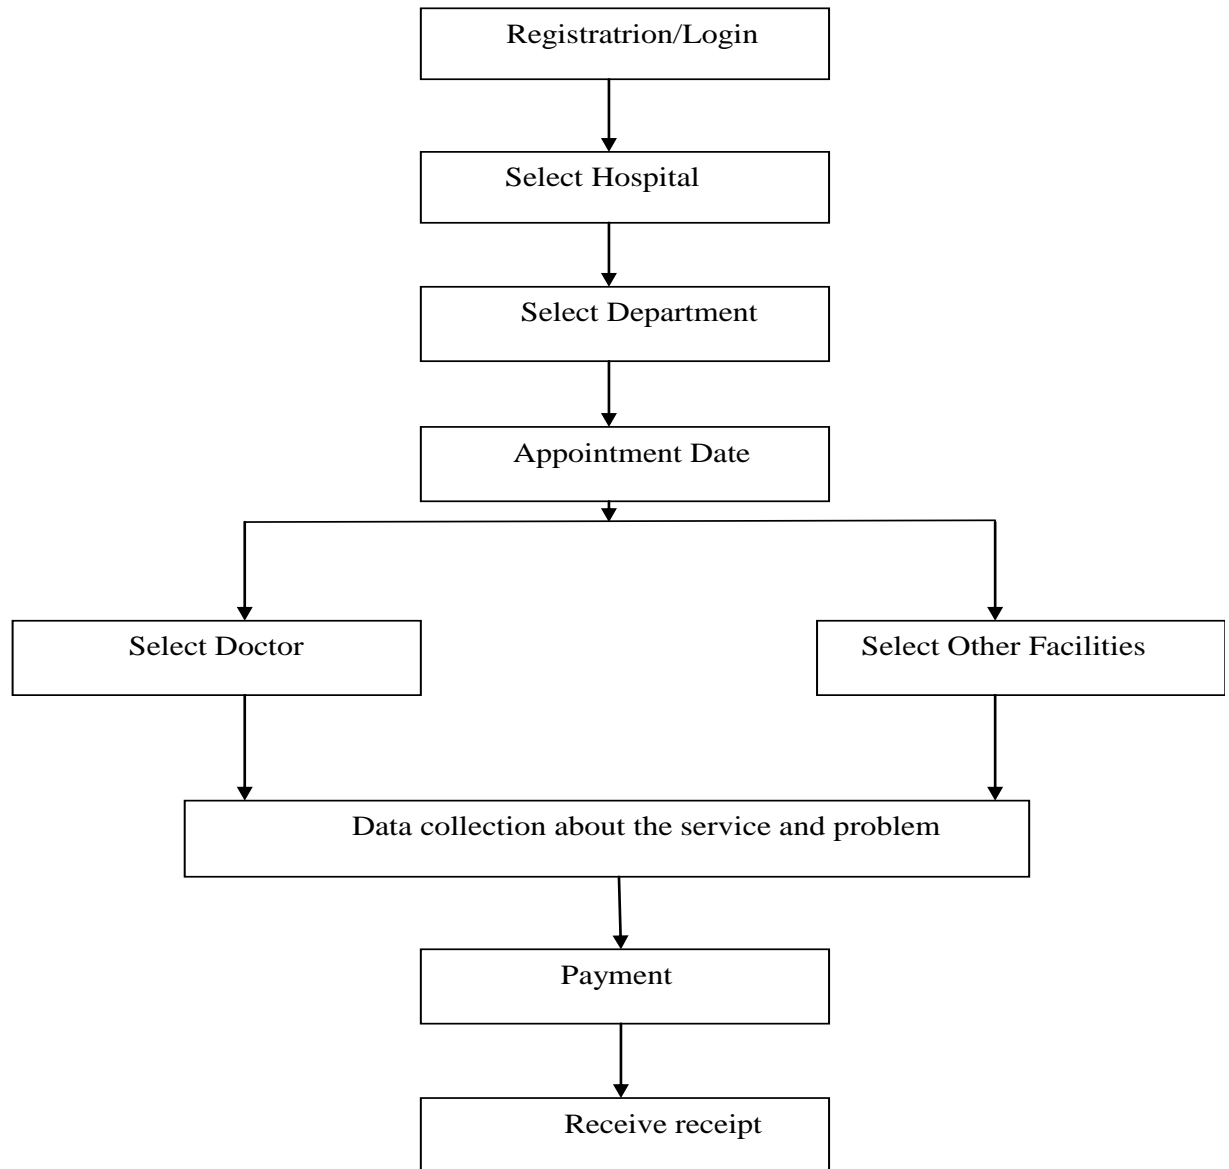 Registratrion/Login
Select Hospital
Select Department
Appointment Date
Select Doctor
Select Other Facilities
Data collection about the service and problem
Payment
Receive receipt